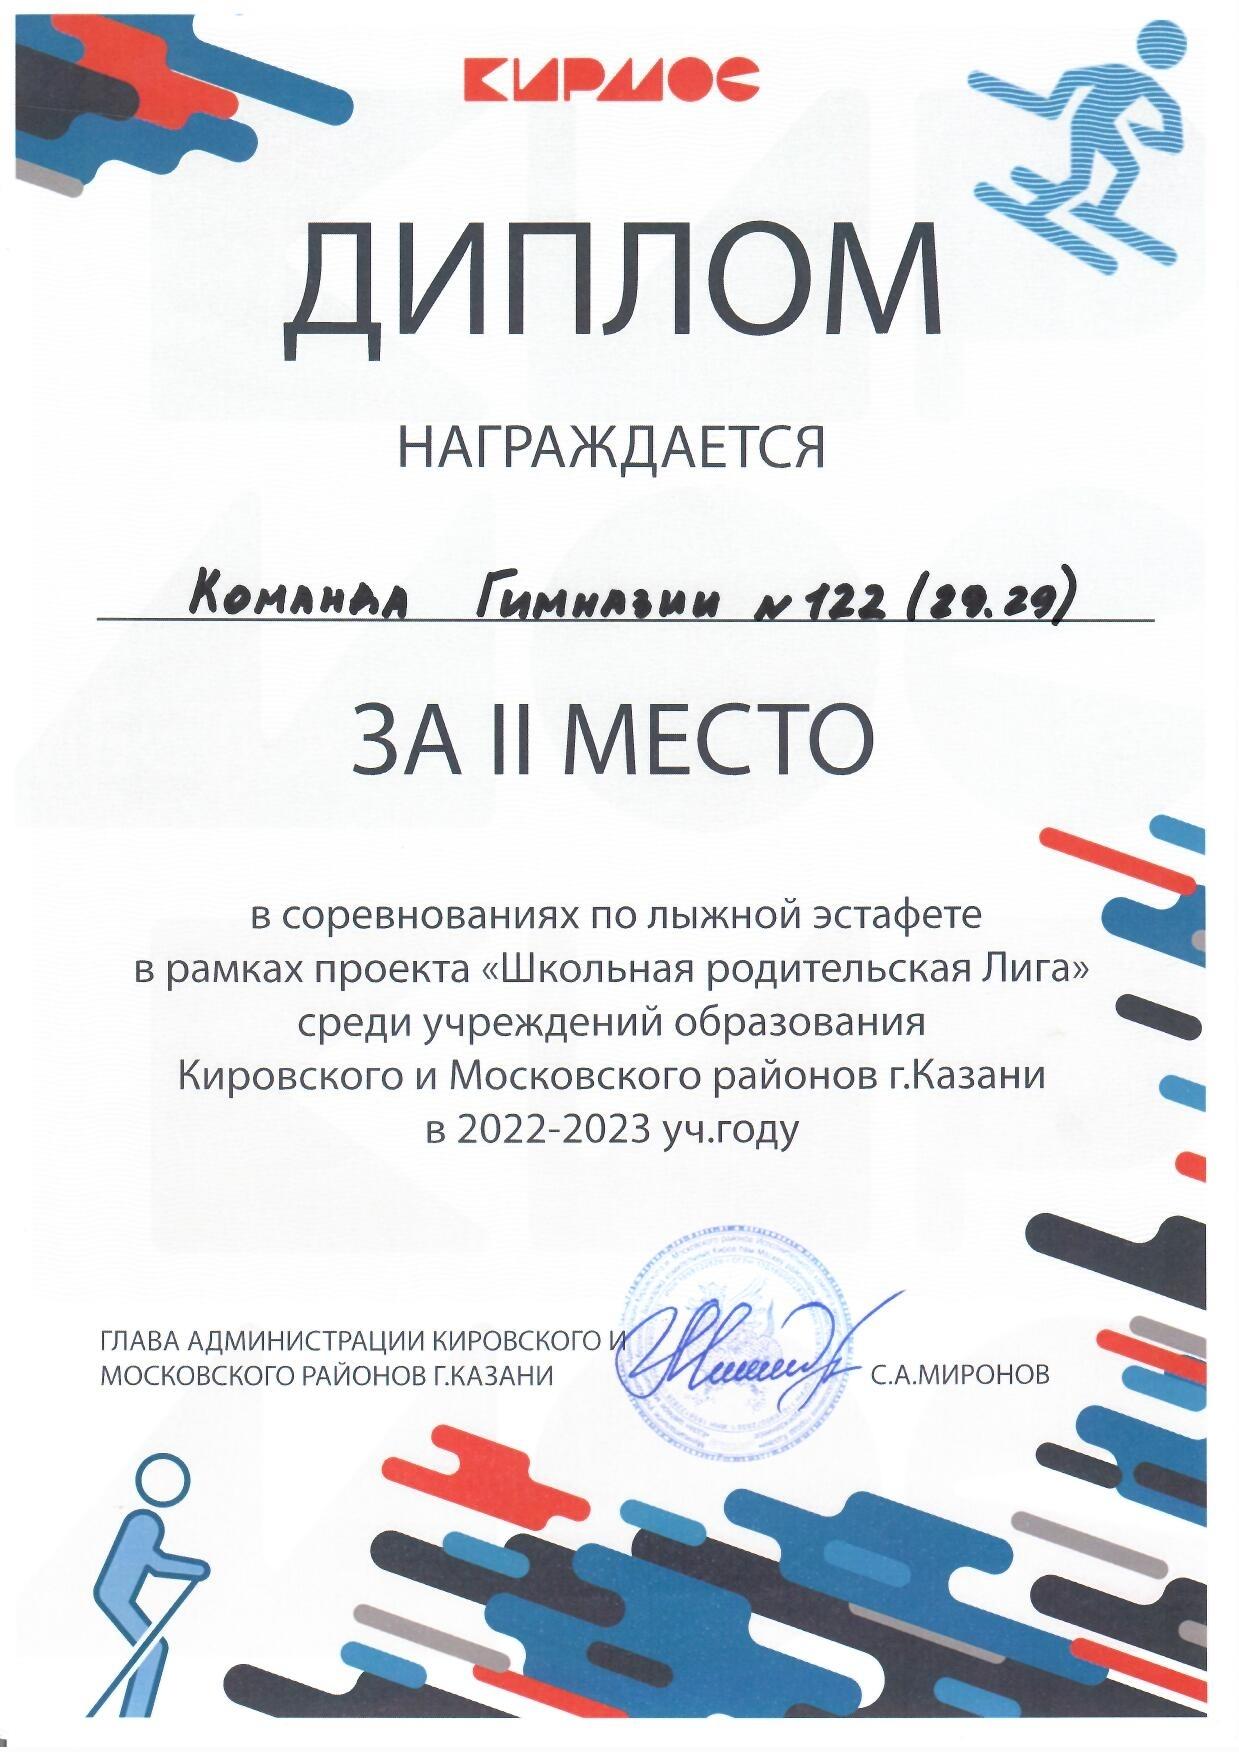 КИРМОС
ДИПЛОМ
НАГРАЖДАЕТСЯ
Команда Гимназии №122 (29.29)
ЗА II МЕСТО
в соревнованиях по лыжной эстафете
в рамках проекта «Школьная родительская Лига»
среди учреждений образования
Кировского и Московского районов г.Казани
в 2022-2023 уч.году
ГЛАВА АДМИНИСТРАЦИИ КИРОВСКОГО И
МОСКОВСКОГО РАЙОНОВ Г.КАЗАНИ
С.А.МИРОНОВ